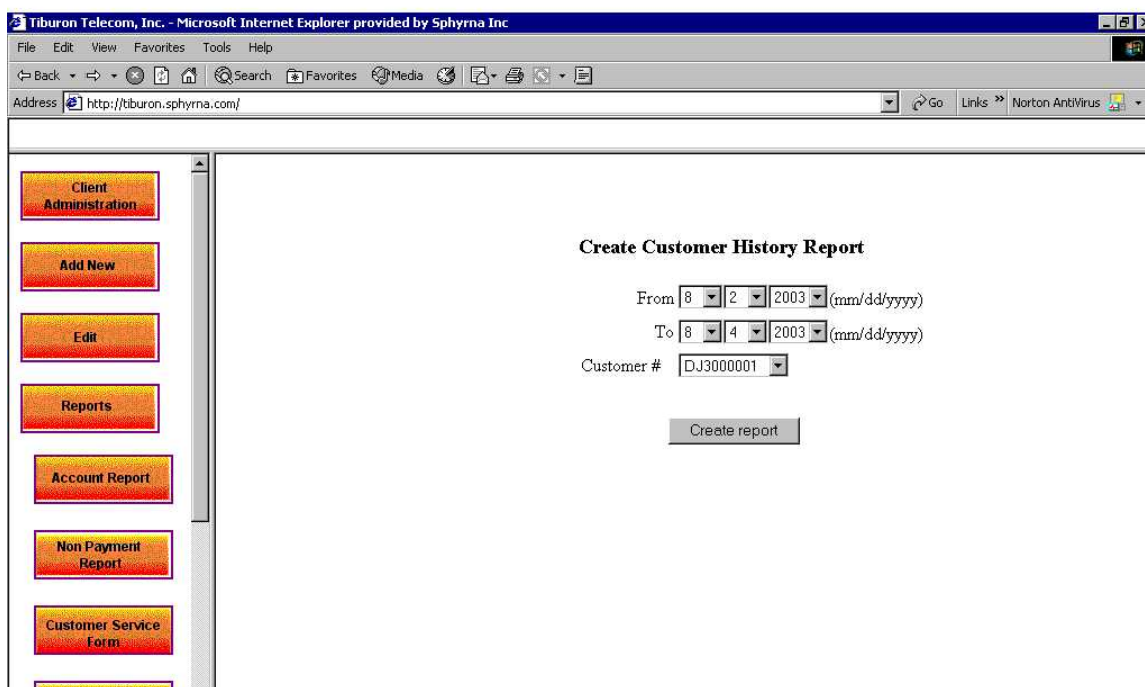 Tiburon Telecom, Inc. - Microsoft Internet Explorer provided by Sphyrna Inc
File Edit View Favorites Tools Help
Back Search Favorites Media
Address http://tiburon.sphyrna.com/ Go Links » Norton AntiVirus
Client
Administration
Add New
Edit
Reports
Account Report
Non Payment
Report
Customer Service
Form
Create Customer History Report
From 8 2 2003 (mm/dd/yyyy)
To 8 4 2003 (mm/dd/yyyy)
Customer # DJ3000001
Create report